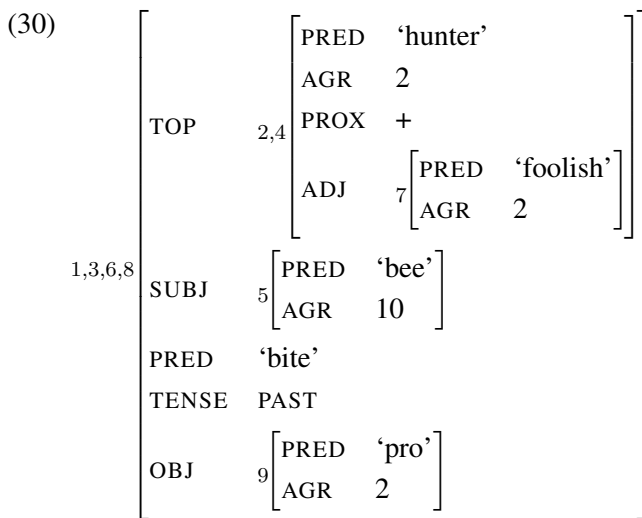 (30)
PRED ‘hunter’
AGR 2
TOP 2,4 PROX +
ADJ 7 PRED ‘foolish’
AGR 2
1,3,6,8
SUBJ 5 PRED ‘bee’
AGR 10
PRED ‘bite’
TENSE PAST
OBJ 9 PRED ‘pro’
AGR 2